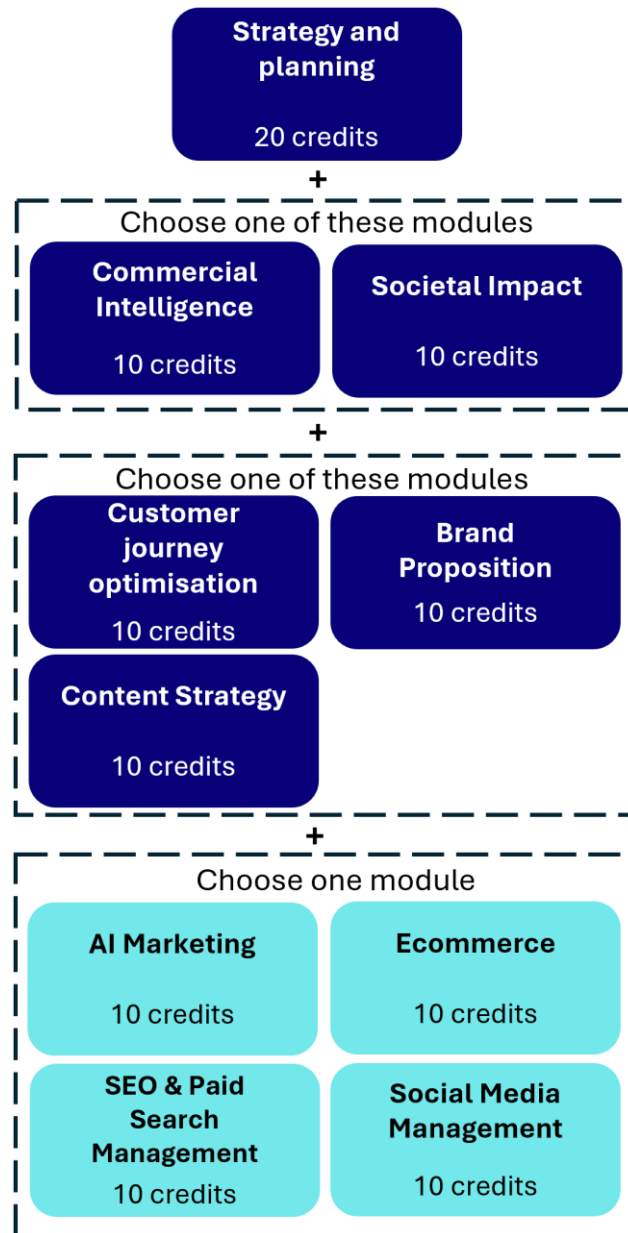 Strategy and
planning
20 credits
+
Choose one of these modules
Commercial
Intelligence
10 credits
Societal Impact
10 credits
+
Choose one of these modules
Customer
journey
optimisation
10 credits
Brand
Proposition
10 credits
Content Strategy
10 credits
+
Choose one module
AI Marketing
10 credits
Ecommerce
10 credits
SEO & Paid
Search
Management
10 credits
Social Media
Management
10 credits